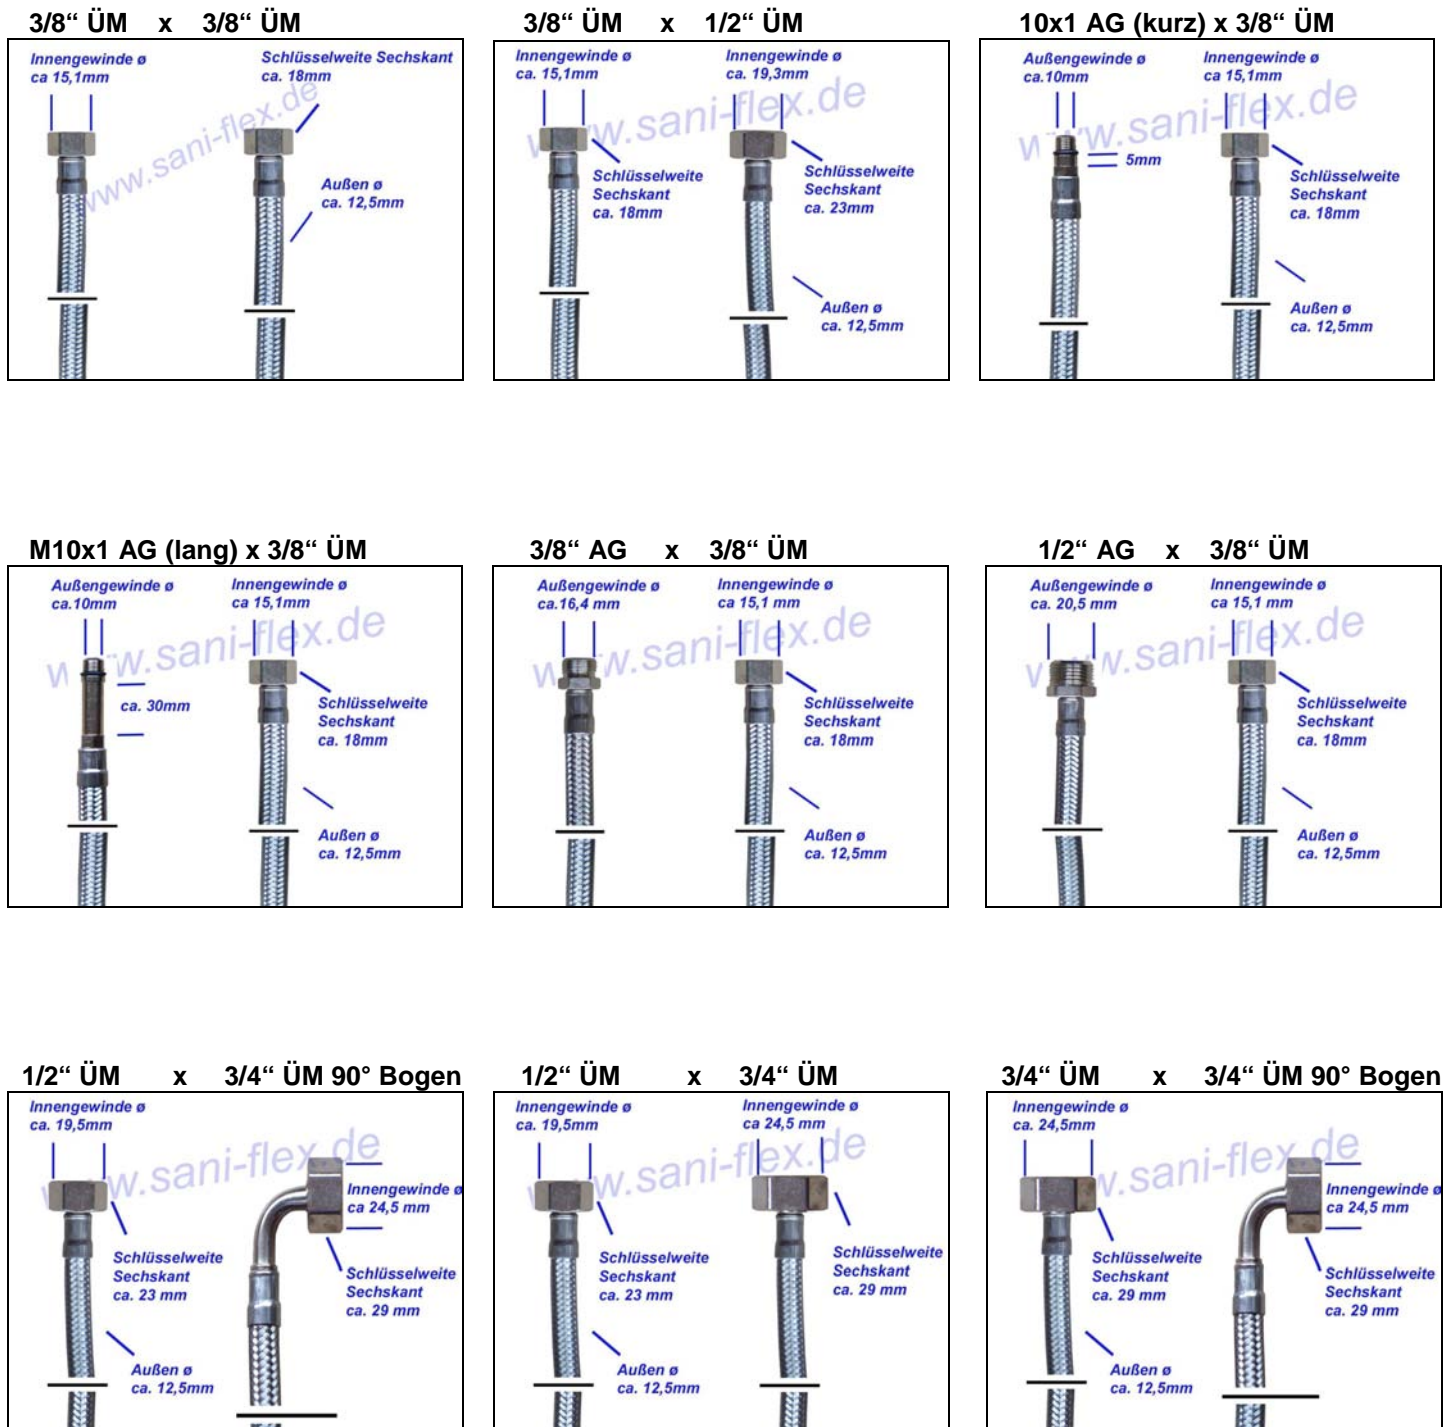 3/8“ ÜM x 3/8“ ÜM
Innengewinde ø
ca 15,1mm
Schlüsselweite Sechskant
ca. 18mm
Außen ø
ca. 12,5mm
www.sani-flex.de
3/8“ ÜM x 1/2“ ÜM
Innengewinde ø
ca. 15,1mm
Innengewinde ø
ca. 19,3mm
Schlüsselweite
Sechskant
ca. 18mm
Schlüsselweite
Sechskant
ca. 23mm
Außen ø
ca. 12,5mm
www.sani-flex.de
10x1 AG (kurz) x 3/8“ ÜM
Außengewinde ø
ca.10mm
Innengewinde ø
ca 15,1mm
5mm
Schlüsselweite
Sechskant
ca. 18mm
Außen ø
ca. 12,5mm
www.sani-flex.de
M10x1 AG (lang) x 3/8“ ÜM
Außengewinde ø
ca.10mm
Innengewinde ø
ca 15,1mm
ca. 30mm
Schlüsselweite
Sechskant
ca. 18mm
Außen ø
ca. 12,5mm
www.sani-flex.de
3/8“ AG x 3/8“ ÜM
Außengewinde ø
ca.16,4 mm
Innengewinde ø
ca 15,1 mm
Schlüsselweite
Sechskant
ca. 18mm
Außen ø
ca. 12,5mm
www.sani-flex.de
1/2“ AG x 3/8“ ÜM
Außengewinde ø
ca. 20,5 mm
Innengewinde ø
ca 15,1 mm
Schlüsselweite
Sechskant
ca. 18mm
Außen ø
ca. 12,5mm
www.sani-flex.de
1/2“ ÜM x 3/4“ ÜM 90° Bogen
Innengewinde ø
ca. 19,5mm
Innengewinde ø
ca 24,5 mm
Schlüsselweite
Sechskant
ca. 23 mm
Schlüsselweite
Sechskant
ca. 29 mm
Außen ø
ca. 12,5mm
www.sani-flex.de
1/2“ ÜM x 3/4“ ÜM
Innengewinde ø
ca. 19,5mm
Innengewinde ø
ca 24,5 mm
Schlüsselweite
Sechskant
ca. 23 mm
Schlüsselweite
Sechskant
ca. 29 mm
Außen ø
ca. 12,5mm
www.sani-flex.de
3/4“ ÜM x 3/4“ ÜM 90° Bogen
Innengewinde ø
ca. 24,5mm
Innengewinde ø
ca 24,5 mm
Schlüsselweite
Sechskant
ca. 29 mm
Schlüsselweite
Sechskant
ca. 29 mm
Außen ø
ca. 12,5mm
www.sani-flex.de